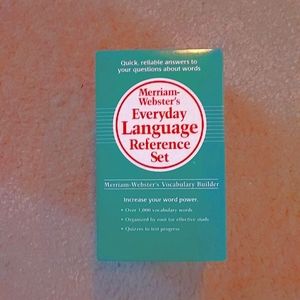 Quick, reliable answers to
your questions about words
Merriam-
Webster's
Everyday
Language
Reference
Set
Merriam-Webster's Vocabulary Builder
Increase your word power.
• Over 1,000 vocabulary words
• Organized by root for effective study
• Quizzes to test progress